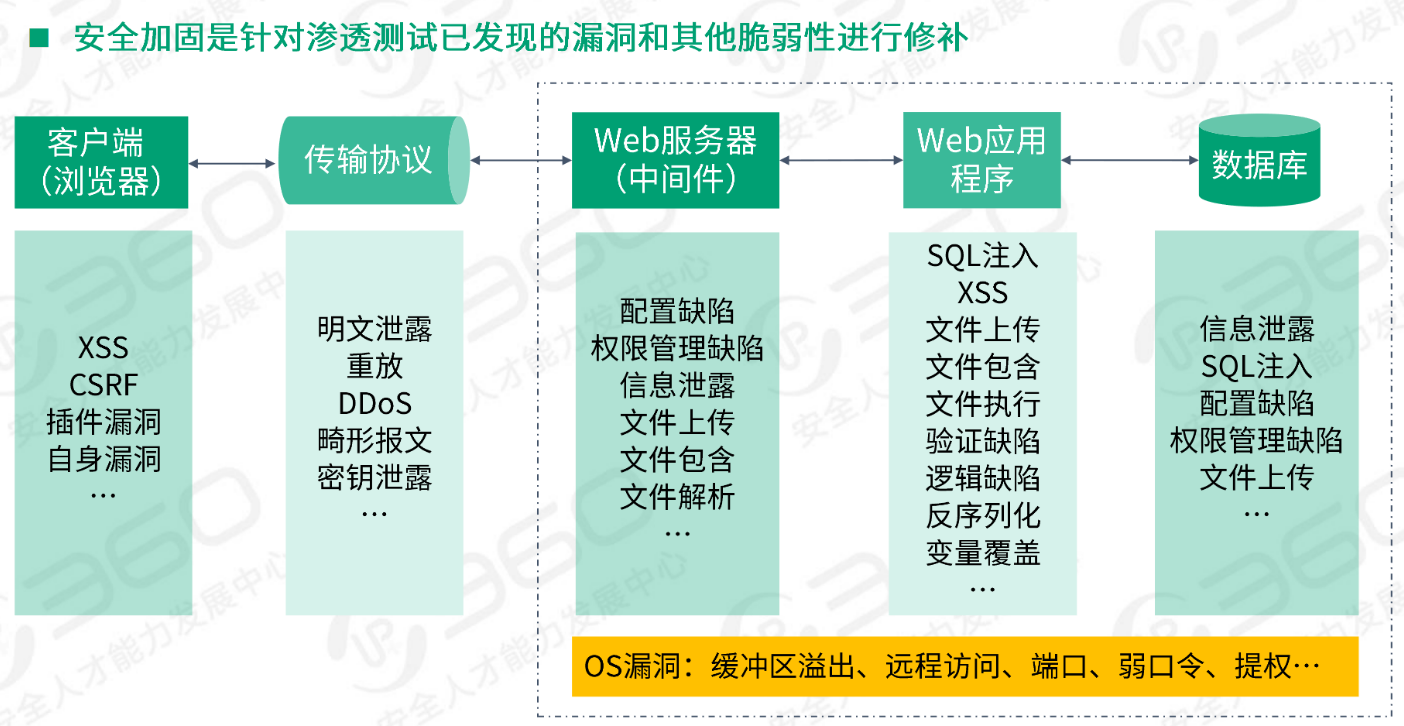 安全加固是针对渗透测试已发现的漏洞和其他脆弱性进行修补
客户端
（浏览器）
传输协议
Web服务器
（中间件）
Web应用
程序
数据库
XSS
CSRF
插件漏洞
自身漏洞
…
明文泄露
重放
DDoS
畸形报文
密钥泄露
…
配置缺陷
权限管理缺陷
信息泄露
文件上传
文件包含
文件解析
…
SQL注入
XSS
文件上传
文件包含
文件执行
验证缺陷
逻辑缺陷
反序列化
变量覆盖
…
信息泄露
SQL注入
配置缺陷
权限管理缺陷
文件上传
…
OS漏洞：缓冲区溢出、远程访问、端口、弱口令、提权…
360
安全人才能力发展中心